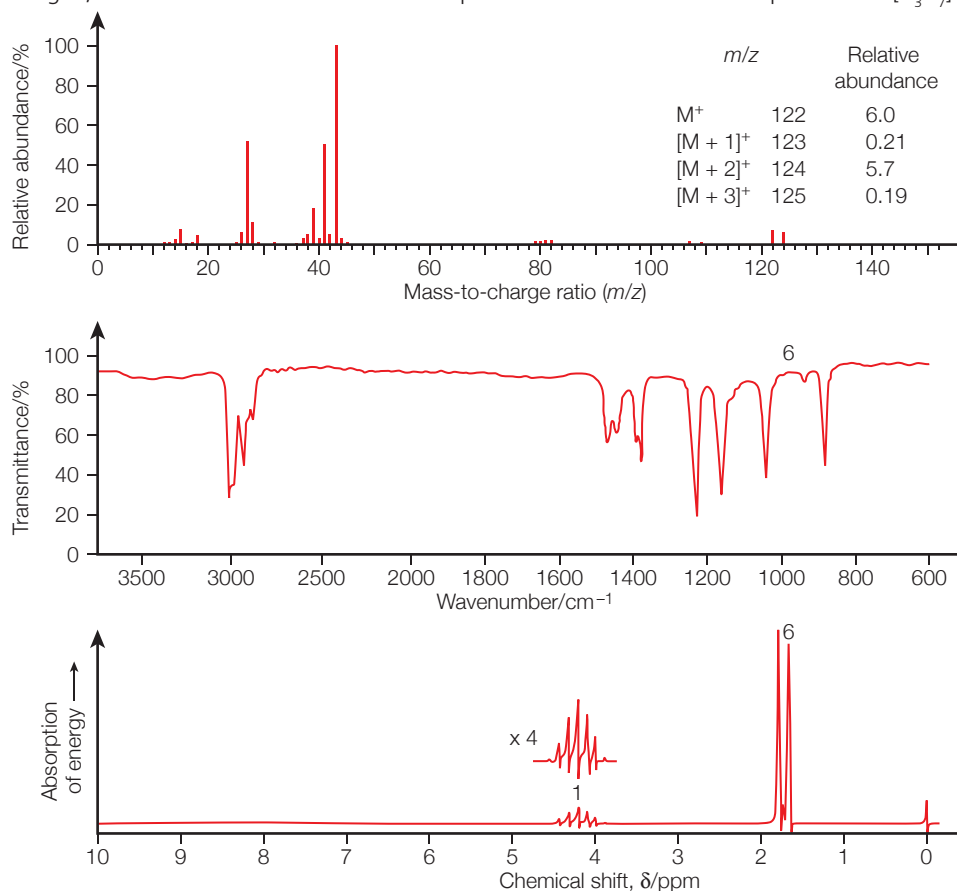 100
80
60
40
20
0
Relative abundance/%
m/z Relative
abundance
M+ 122 6.0
[M + 1]+ 123 0.21
[M + 2]+ 124 5.7
[M + 3]+ 125 0.19
0 20 40 60 80 100 120 140
Mass-to-charge ratio (m/z)
100
80
60
40
20
0
Transmittance/%
6
3500 3000 2500 2000 1800 1600 1400 1200 1000 800 600
Wavenumber/cm−1
Absorption
of energy
x 4
1
6
10 9 8 7 6 5 4 3 2 1 0
Chemical shift, δ/ppm